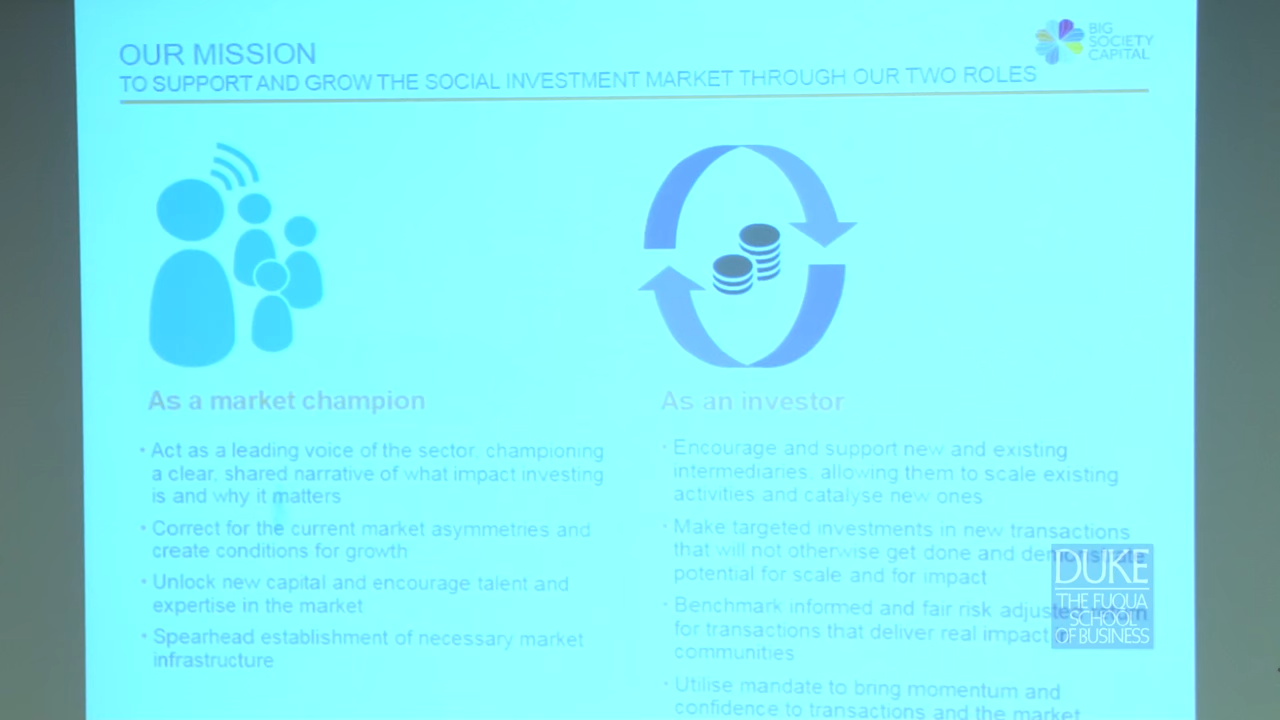 OUR MISSION
TO SUPPORT AND GROW THE SOCIAL INVESTMENT MARKET THROUGH OUR TWO ROLES
BIG
SOCIETY
CAPITAL
As a market champion
• Act as a leading voice of the sector, championing
a clear, shared narrative of what impact investing
is and why it matters
• Correct for the current market asymmetries and
create conditions for growth
• Unlock new capital and encourage talent and
expertise in the market
• Spearhead establishment of necessary market
infrastructure
As an investor
• Encourage and support new and existing
intermediaries, allowing them to scale existing
activities and catalyse new ones
• Make targeted investments in new transactions
that will not otherwise get done and demonstrate
potential for scale and for impact
• Benchmark informed and fair risk adjusted
for transactions that deliver real impact
communities
• Utilise mandate to bring momentum and
confidence to transactions and the market
DUKE
THE FUQUA
SCHOOL
OF BUSINESS